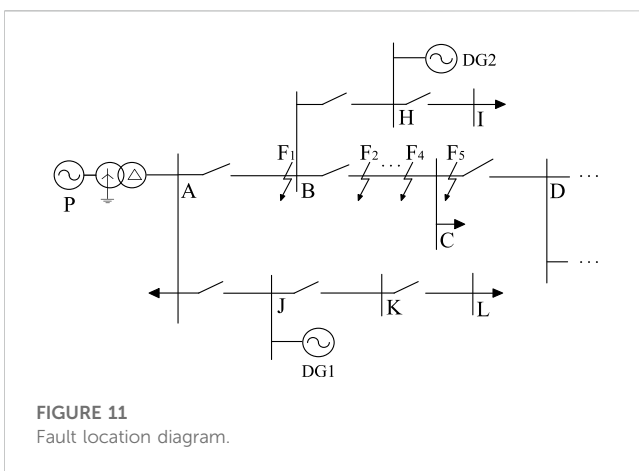 DG2
H
I
F₁
F₂
...
F₄
F₅
P
A
B
D
...
C
...
J
K
L
DG1
FIGURE 11
Fault location diagram.